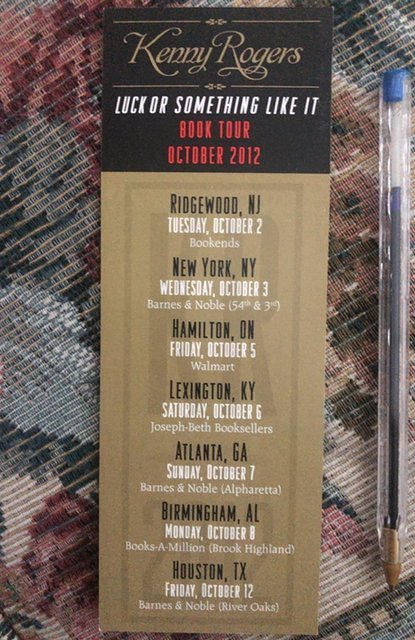 Kenny Rogers
LUCK OR SOMETHING LIKE IT
BOOK TOUR
OCTOBER 2012
RIDGEWOOD, NJ
TUESDAY, OCTOBER 2
Bookends
NEW YORK, NY
WEDNESDAY, OCTOBER 3
Barnes & Noble (54th & 3rd)
HAMILTON, ON
FRIDAY, OCTOBER 5
Walmart
LEXINGTON, KY
SATURDAY, OCTOBER 6
Joseph-Beth Booksellers
ATLANTA, GA
SUNDAY, OCTOBER 7
Barnes & Noble (Alpharetta)
BIRMINGHAM, AL
MONDAY, OCTOBER 8
Books-A-Million (Brook Highland)
HOUSTON, TX
FRIDAY, OCTOBER 12
Barnes & Noble (River Oaks)